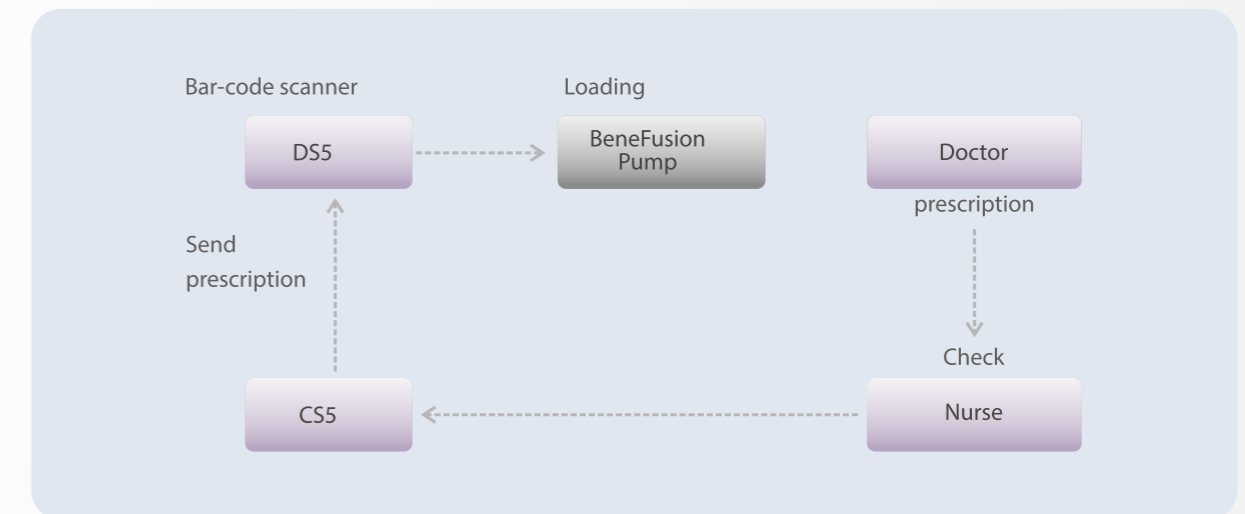 Bar-code scanner
Loading
DS5
BeneFusion
Pump
Doctor
prescription
Send
prescription
Check
CS5
Nurse